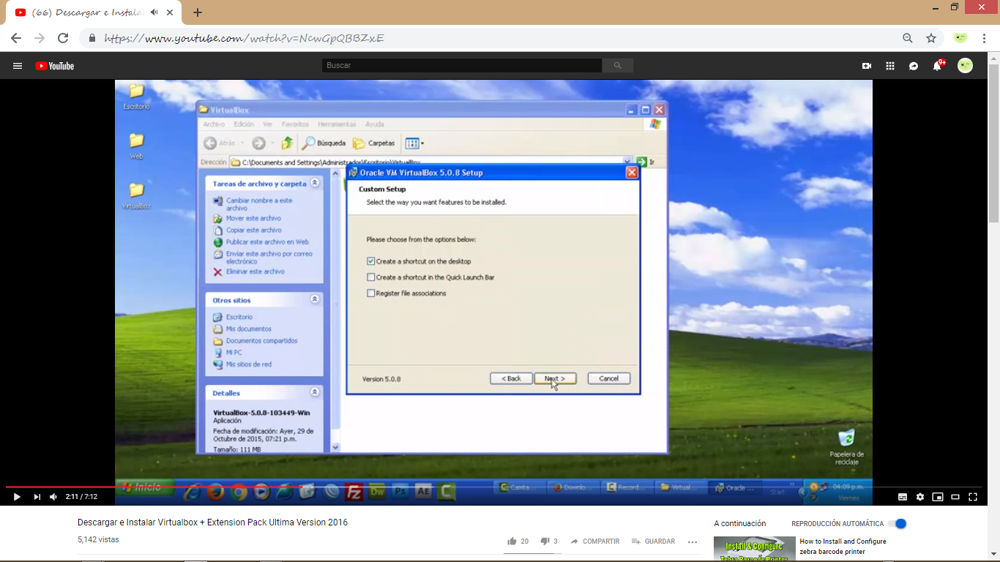 (66) Descargar e Instala
https://www.youtube.com/watch?v=NcwGpQBBZxE
YouTube
Buscar
9+
Escritorio
Web
VirtualBox
VirtualBox
Archivo Edición Ver Favoritos Herramientas Ayuda
Atrás Búsqueda Carpetas
Dirección C:\Documents and Settings\Administrador\Escritorio\VirtualBox Ir
Tareas de archivo y carpeta
Cambiar nombre a este
archivo
Mover este archivo
Copiar este archivo
Publicar este archivo en Web
Enviar este archivo por correo
electrónico
Eliminar este archivo
Otros sitios
Escritorio
Mis documentos
Documentos compartidos
Mi PC
Mis sitios de red
Detalles
VirtualBox-5.0.8-103449-Win
Aplicación
Fecha de modificación: Ayer, 29 de
Octubre de 2015, 07:21 p.m.
Tamaño: 111 MB
Oracle VM VirtualBox 5.0.8 Setup
Custom Setup
Select the way you want features to be installed.
Please choose from the options below:
Create a shortcut on the desktop
Create a shortcut in the Quick Launch Bar
Register file associations
Version 5.0.8
< Back Next > Cancel
Papelera de
reciclaje
Inicio
Fz Dw Ps AE C
Camta... Downlo... Record... Virtual... Oracle ...
Start
04:09 p.m.
Viernes
2:11 / 7:12
Descargar e Instalar Virtualbox + Extension Pack Ultima Version 2016
5,142 vistas
20 3 COMPARTIR GUARDAR
A continuación REPRODUCCIÓN AUTOMÁTICA
Install & Configure
Zebra Barcode Printer
How to Install and Configure
zebra barcode printer